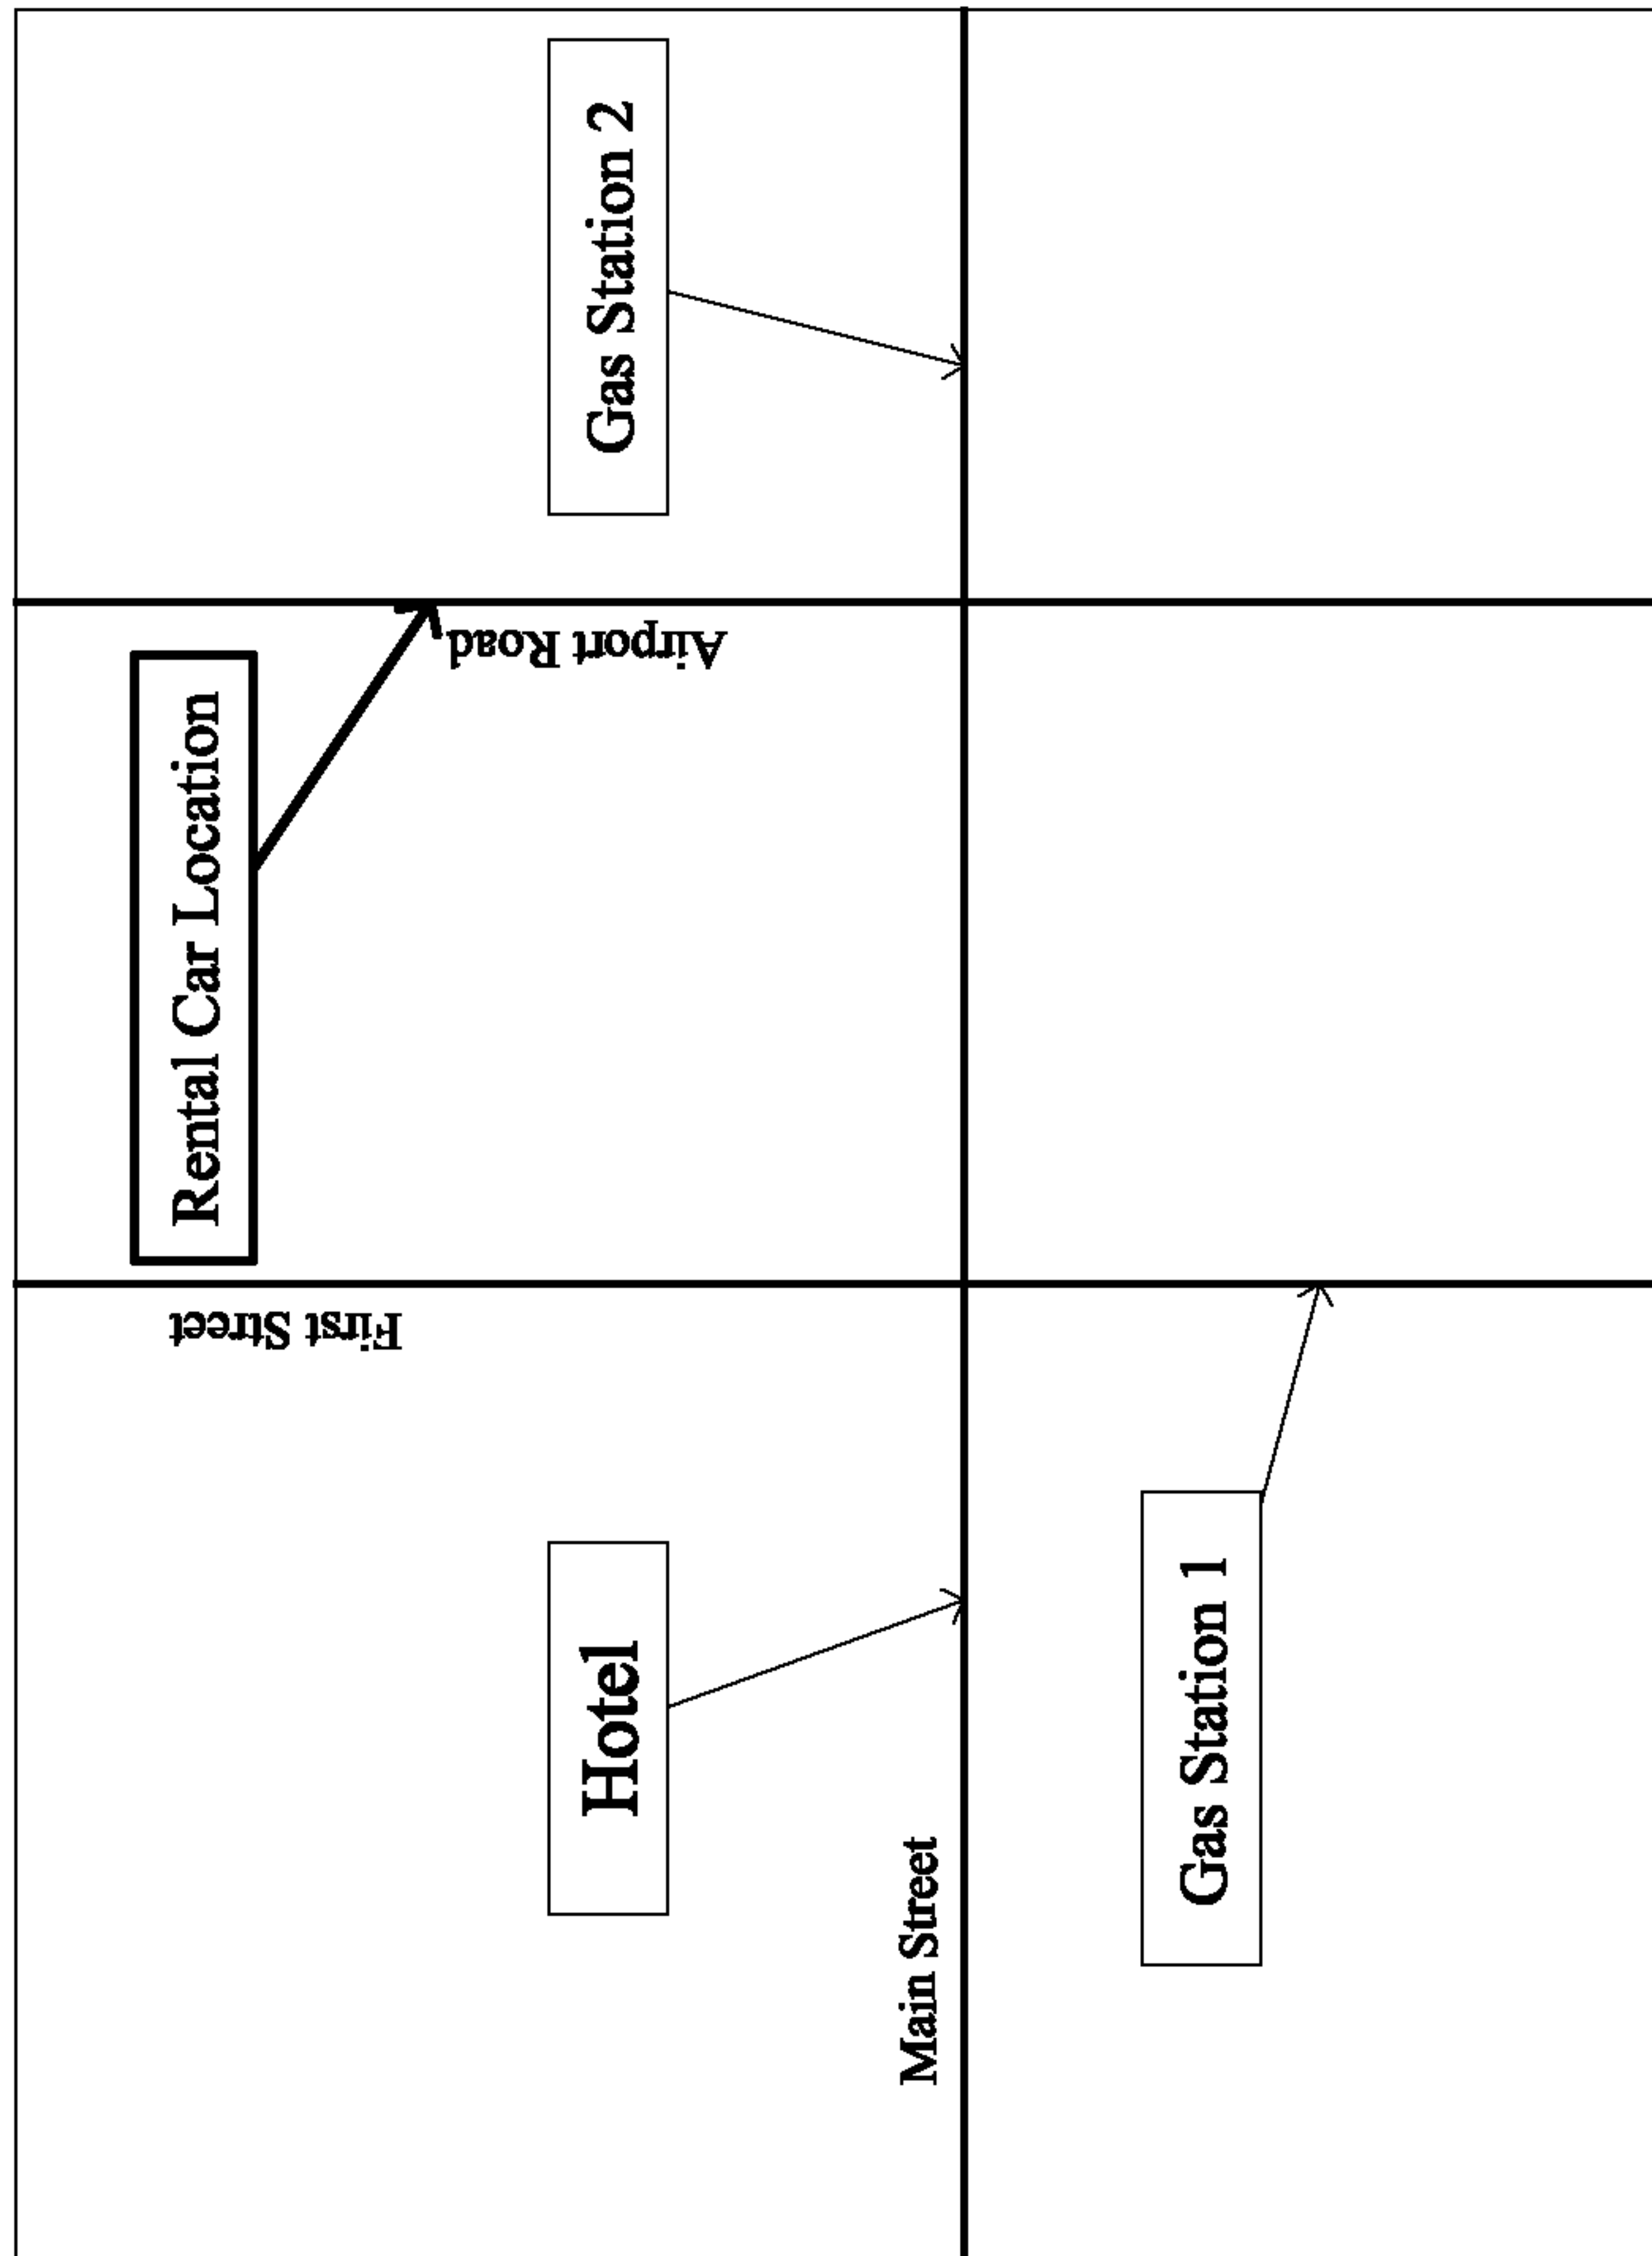 Rental Car Location
First Street
Airport Road
Hotel
Gas Station 2
Main Street
Gas Station 1